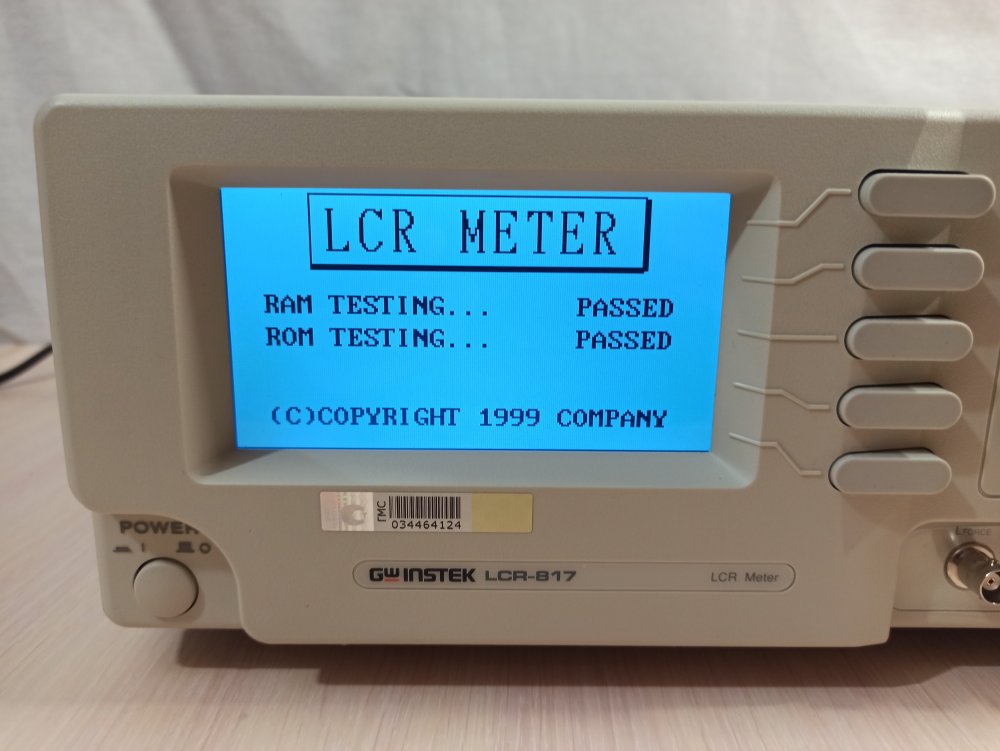 LCR METER
RAM TESTING... PASSED
ROM TESTING... PASSED
(C)COPYRIGHT 1999 COMPANY
ГМС
034464124
POWER
I O
GW INSTEK LCR-817 LCR Meter
LFORCE